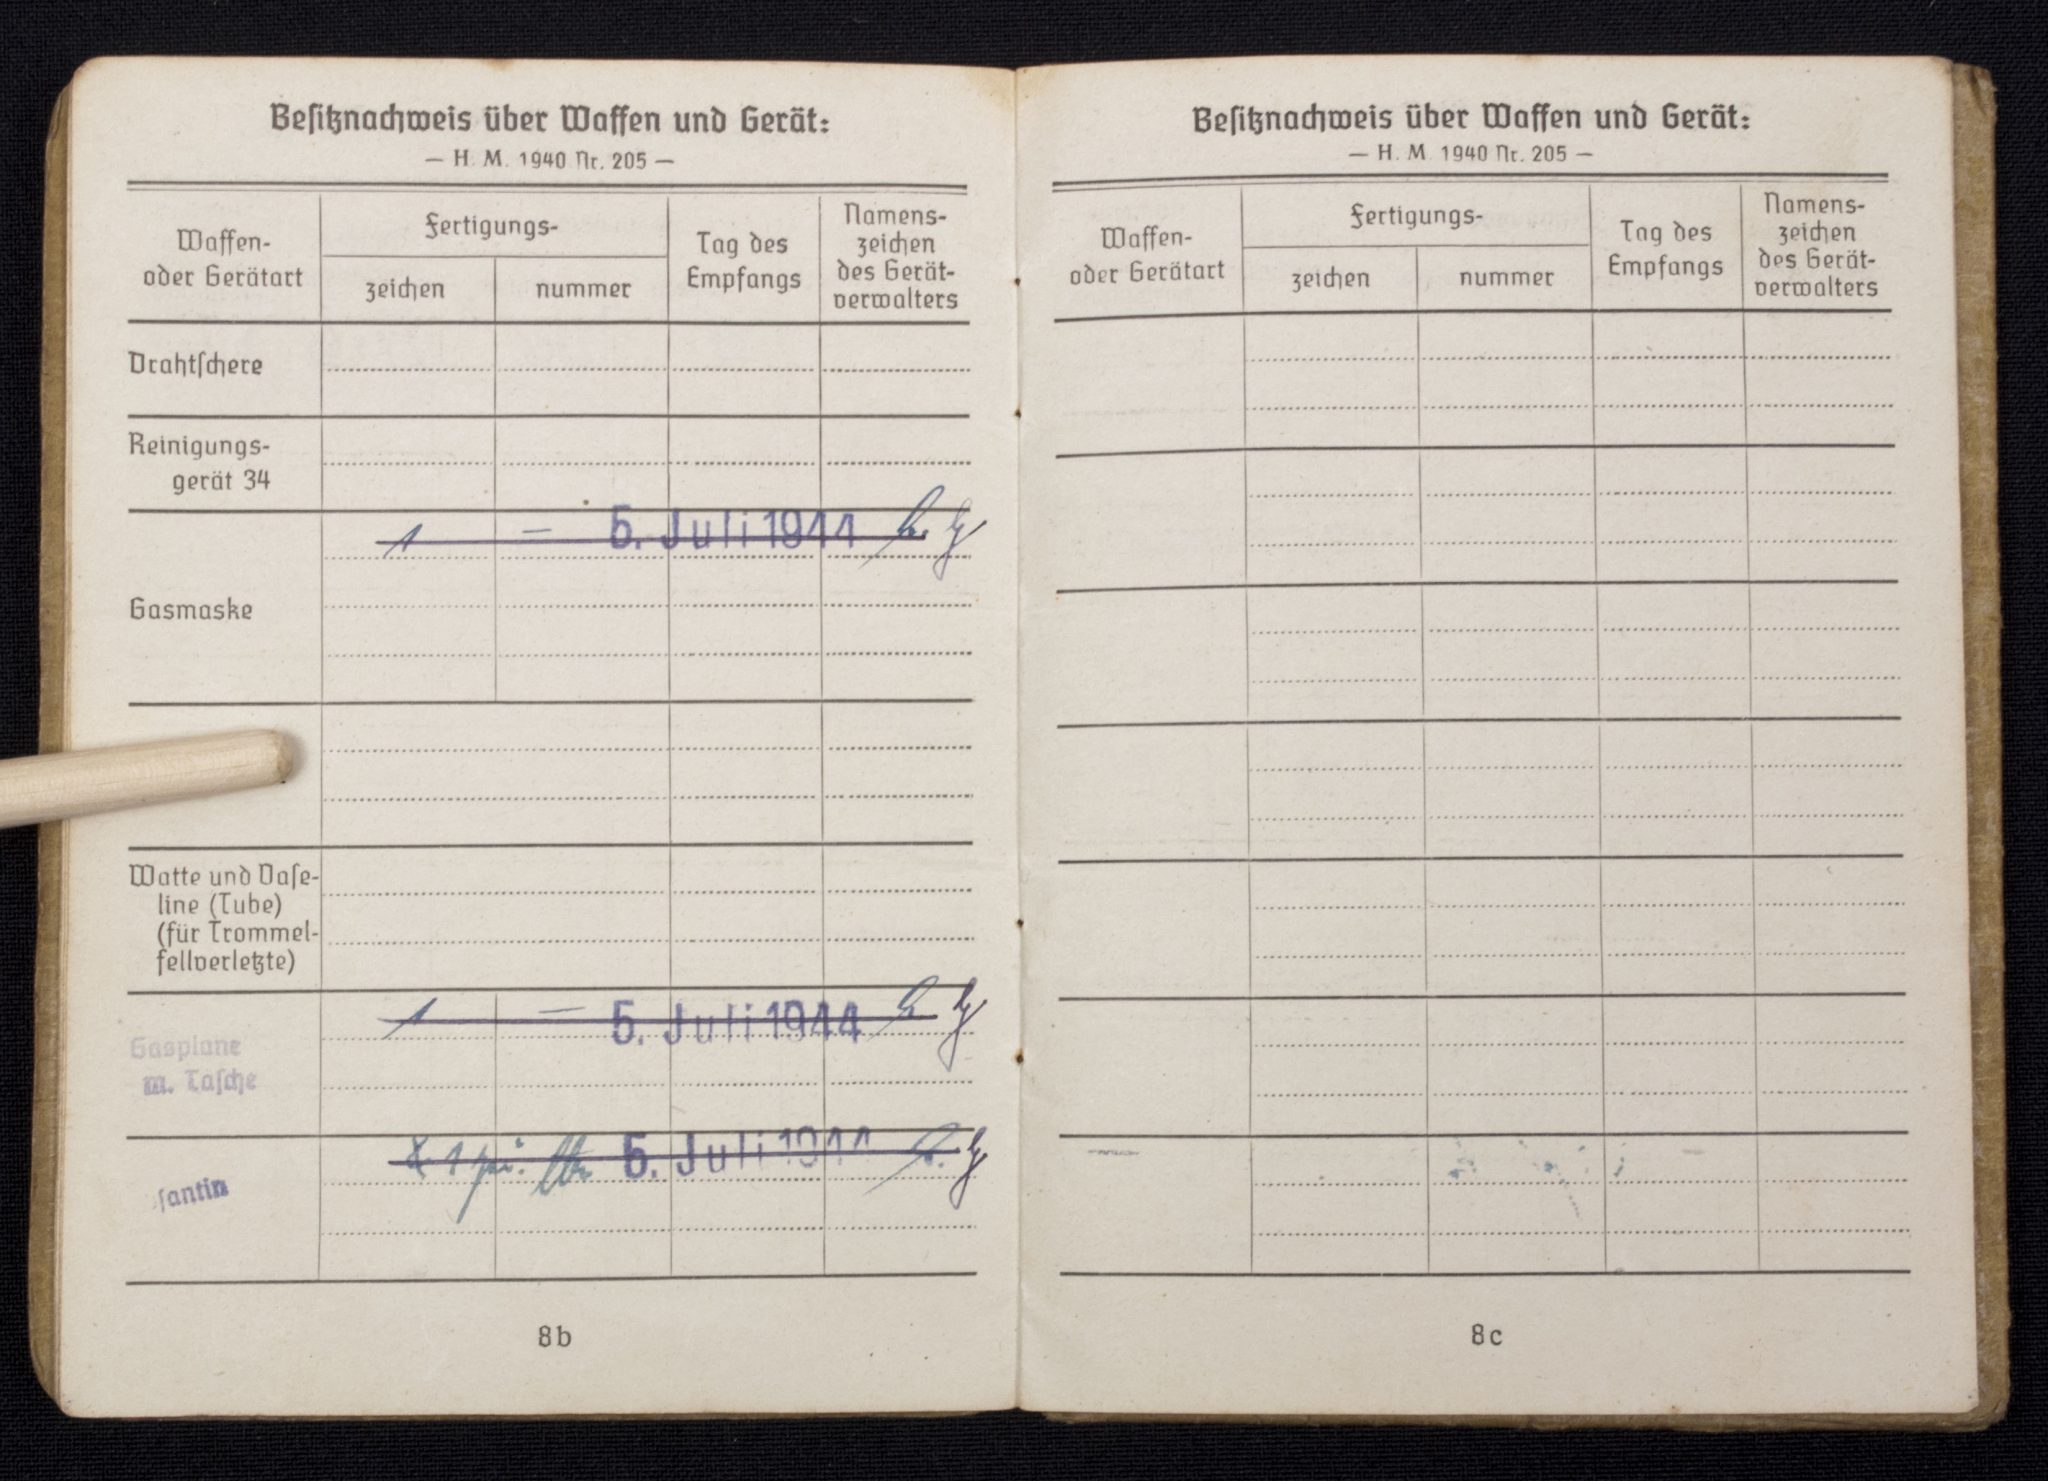 Besitznachweis über Waffen und Gerät:
— H. M. 1940 Nr. 205 —
Waffen-
oder Gerätart
Fertigungs-
zeichen
nummer
Tag des
Empfangs
Namens-
zeichen
des Gerät-
verwalters
Drahtschere
Reinigungs-
gerät 34
Gasmaske
1 — 5. Juli 1944
Watte und Vase-
line (Tube)
(für Trommel-
fellverletzte)
Gasplane
m. Tasche
1 — 5. Juli 1944
santin
1 5. Juli 1944
8b
Besitznachweis über Waffen und Gerät:
— H. M. 1940 Nr. 205 —
Waffen-
oder Gerätart
Fertigungs-
zeichen
nummer
Tag des
Empfangs
Namens-
zeichen
des Gerät-
verwalters
8c